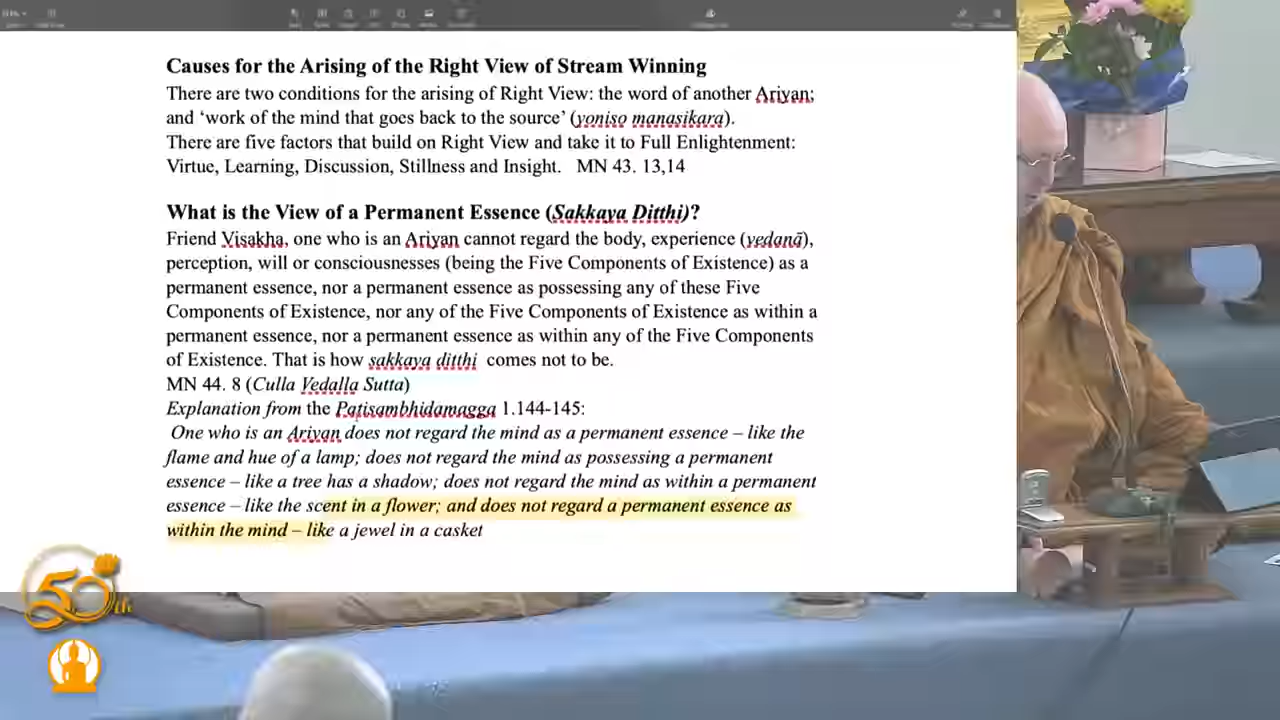 Causes for the Arising of the Right View of Stream Winning
There are two conditions for the arising of Right View: the word of another Ariyan;
and ‘work of the mind that goes back to the source’ (yoniso manasikara).
There are five factors that build on Right View and take it to Full Enlightenment:
Virtue, Learning, Discussion, Stillness and Insight. MN 43. 13,14
What is the View of a Permanent Essence (Sakkaya Ditthi)?
Friend Visakha, one who is an Ariyan cannot regard the body, experience (vedanā),
perception, will or consciousnesses (being the Five Components of Existence) as a
permanent essence, nor a permanent essence as possessing any of these Five
Components of Existence, nor any of the Five Components of Existence as within a
permanent essence, nor a permanent essence as within any of the Five Components
of Existence. That is how sakkaya ditthi comes not to be.
MN 44. 8 (Culla Vedalla Sutta)
Explanation from the Patisambhidamagga 1.144-145:
One who is an Ariyan does not regard the mind as a permanent essence – like the
flame and hue of a lamp; does not regard the mind as possessing a permanent
essence – like a tree has a shadow; does not regard the mind as within a permanent
essence – like the scent in a flower; and does not regard a permanent essence as
within the mind – like a jewel in a casket
50th